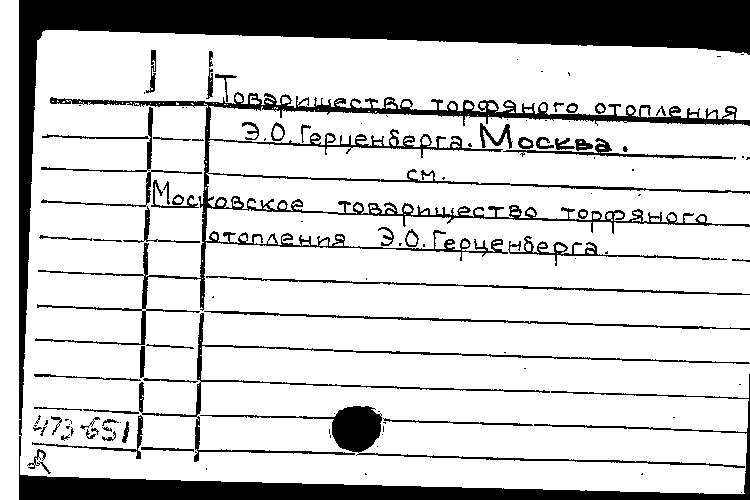 Товарищество торфяного отопления
Э.О.Герценберга. Москва.
см.
Московское товарищество торфяного
отопления Э.О.Герценберга.
473-651